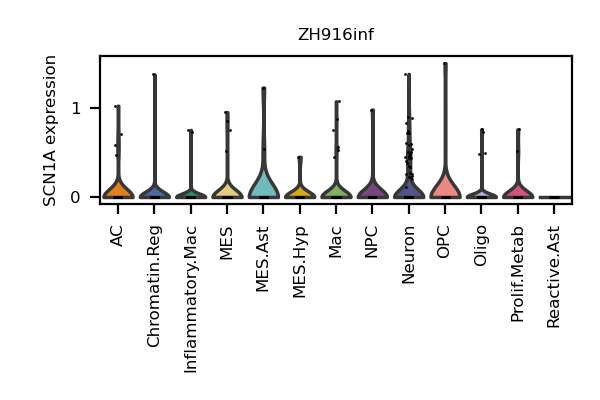 ZH916inf
SCN1A expression
1
0
AC
Chromatin.Reg
Inflammatory.Mac
MES
MES.Ast
MES.Hyp
Mac
NPC
Neuron
OPC
Oligo
Prolif.Metab
Reactive.Ast